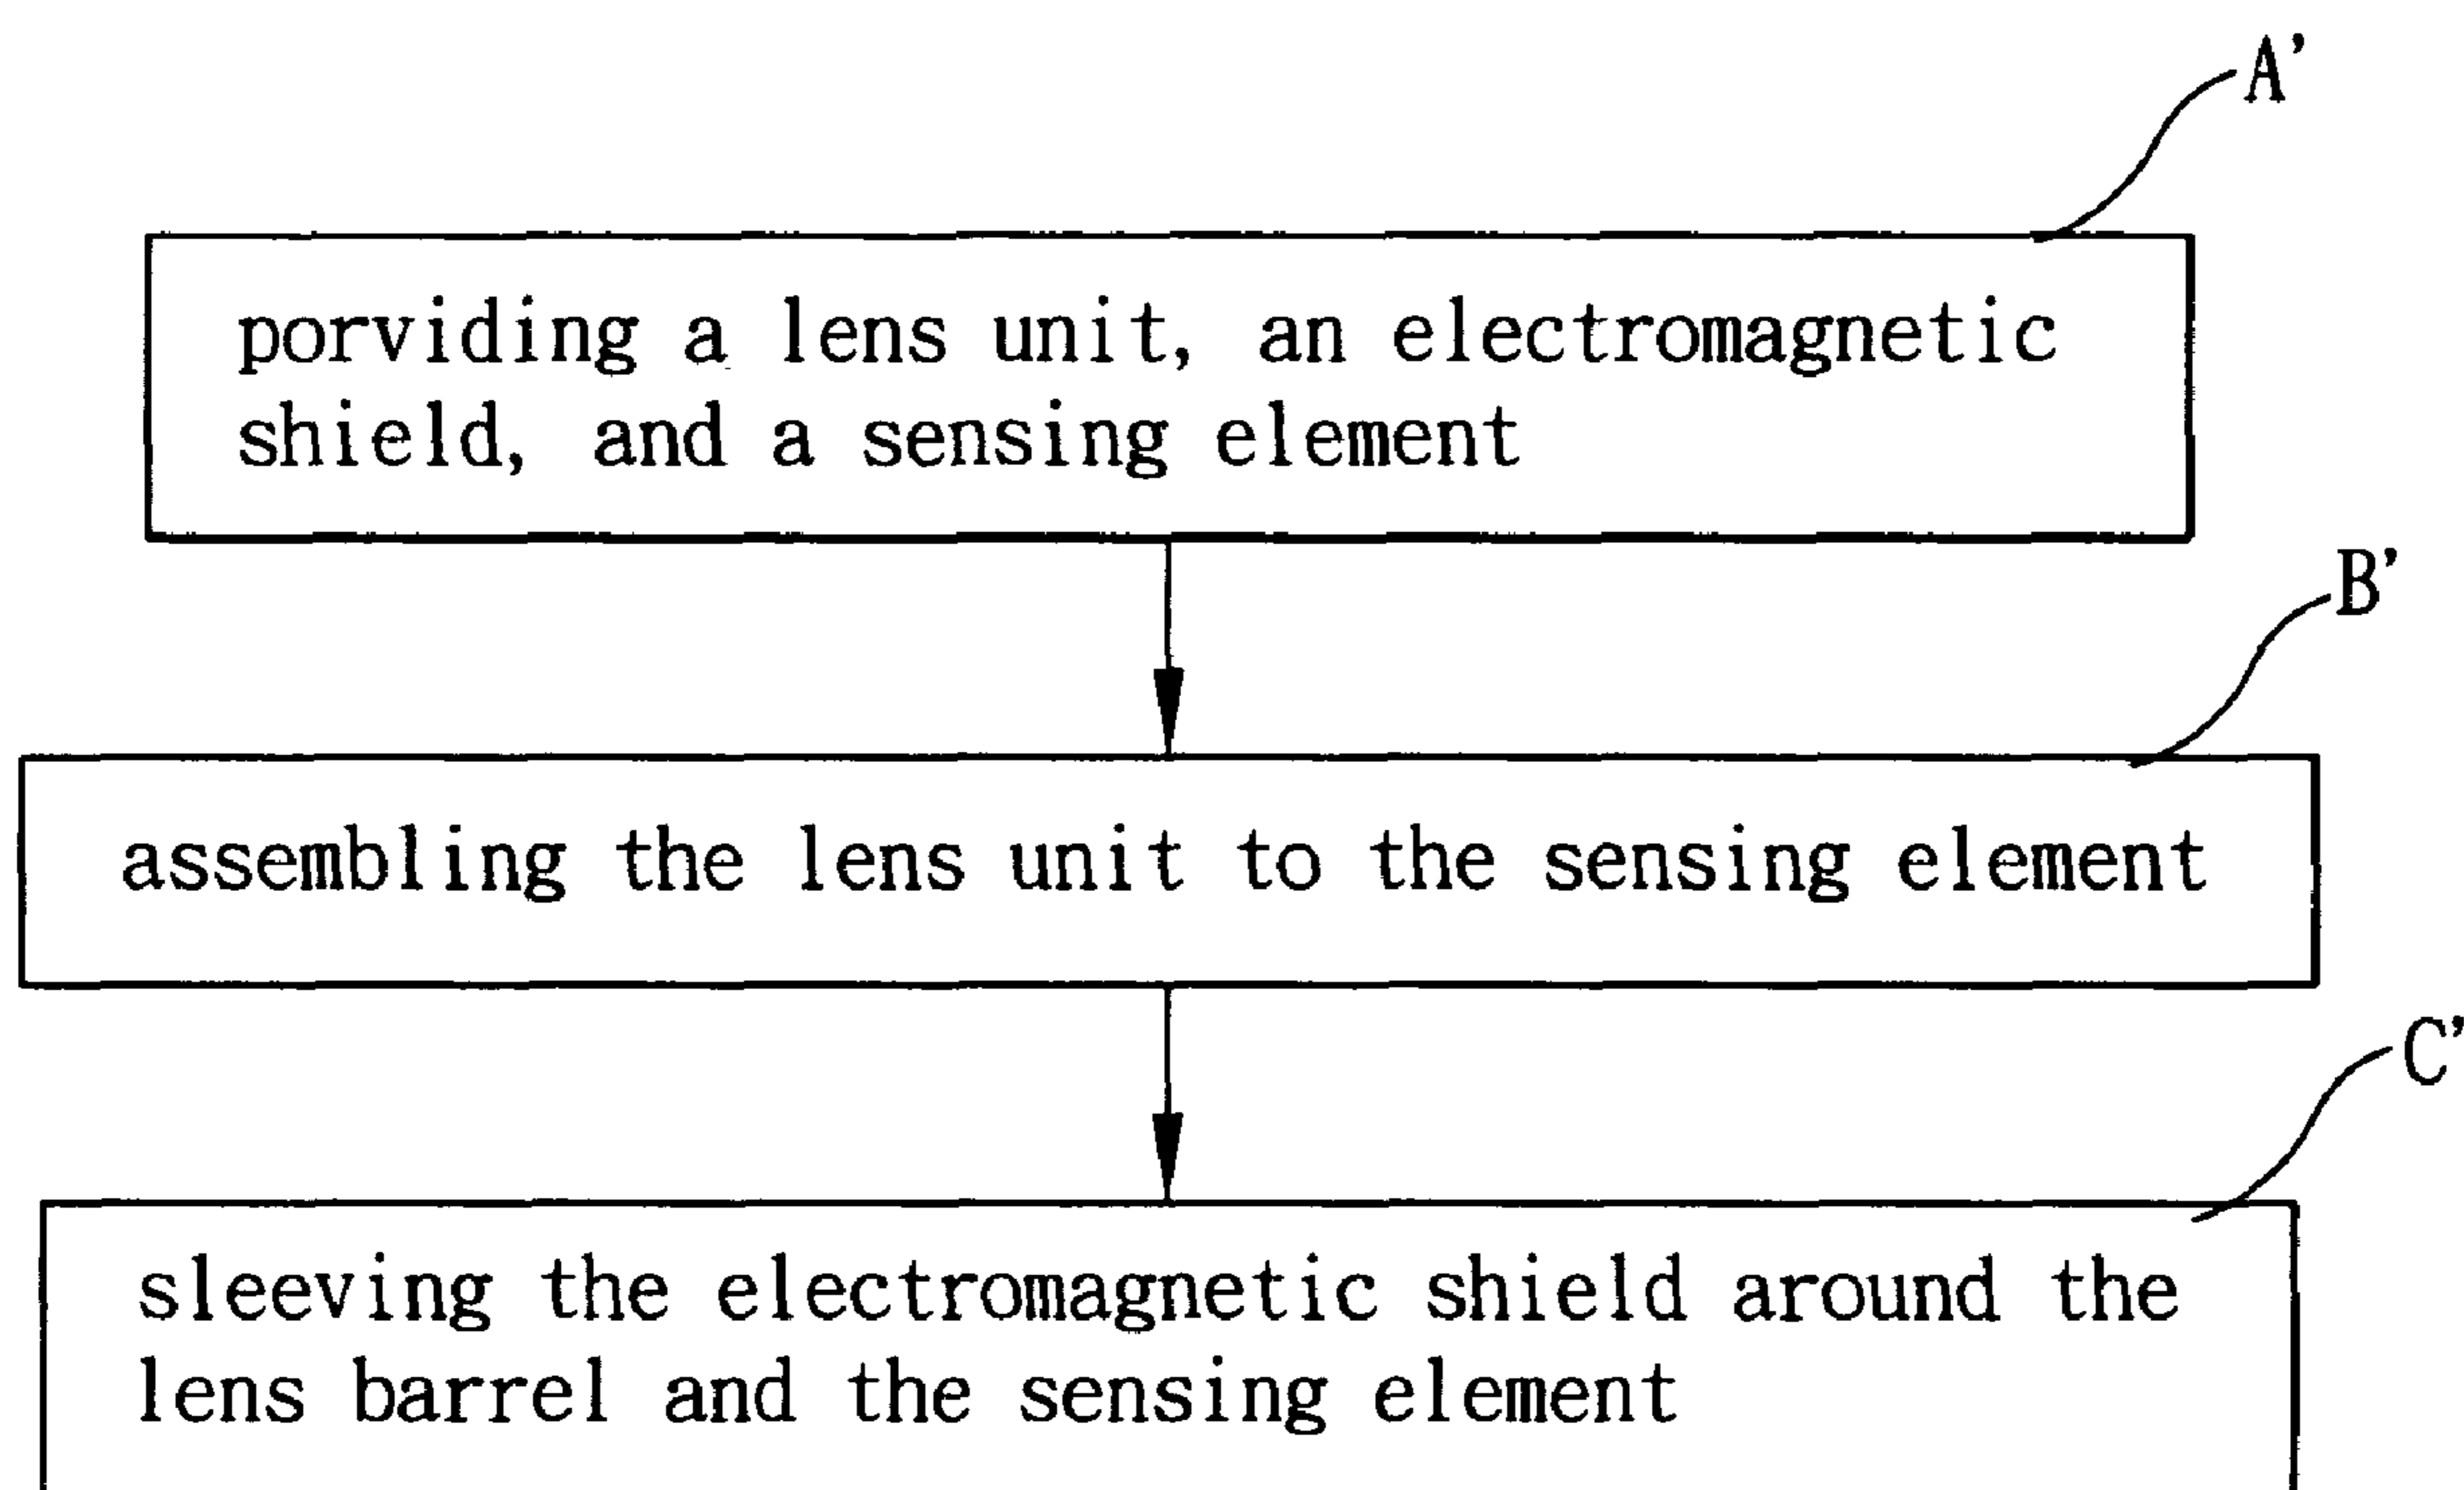 A'
porviding a lens unit, an electromagnetic
shield, and a sensing element
B'
assembling the lens unit to the sensing element
C'
sleeving the electromagnetic shield around the
lens barrel and the sensing element